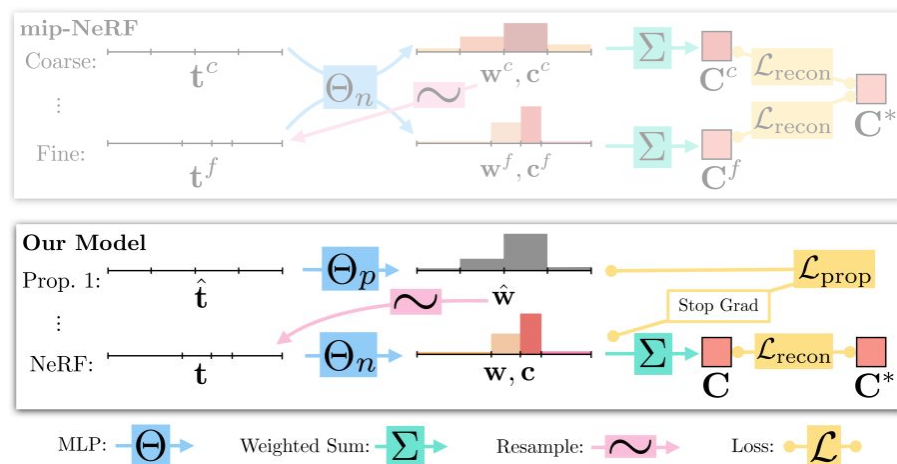 mip-NeRF
Coarse:
t^c
Θ_n
w^c, c^c
Σ
C^c
L_recon
C*
⋮
∼
L_recon
Fine:
t^f
w^f, c^f
Σ
C^f
Our Model
Prop. 1:
t̂
Θ_p
ŵ
L_prop
⋮
∼
Stop Grad
NeRF:
t
Θ_n
w, c
Σ
C
L_recon
C*
MLP: Θ Weighted Sum: Σ Resample: ∼ Loss: L